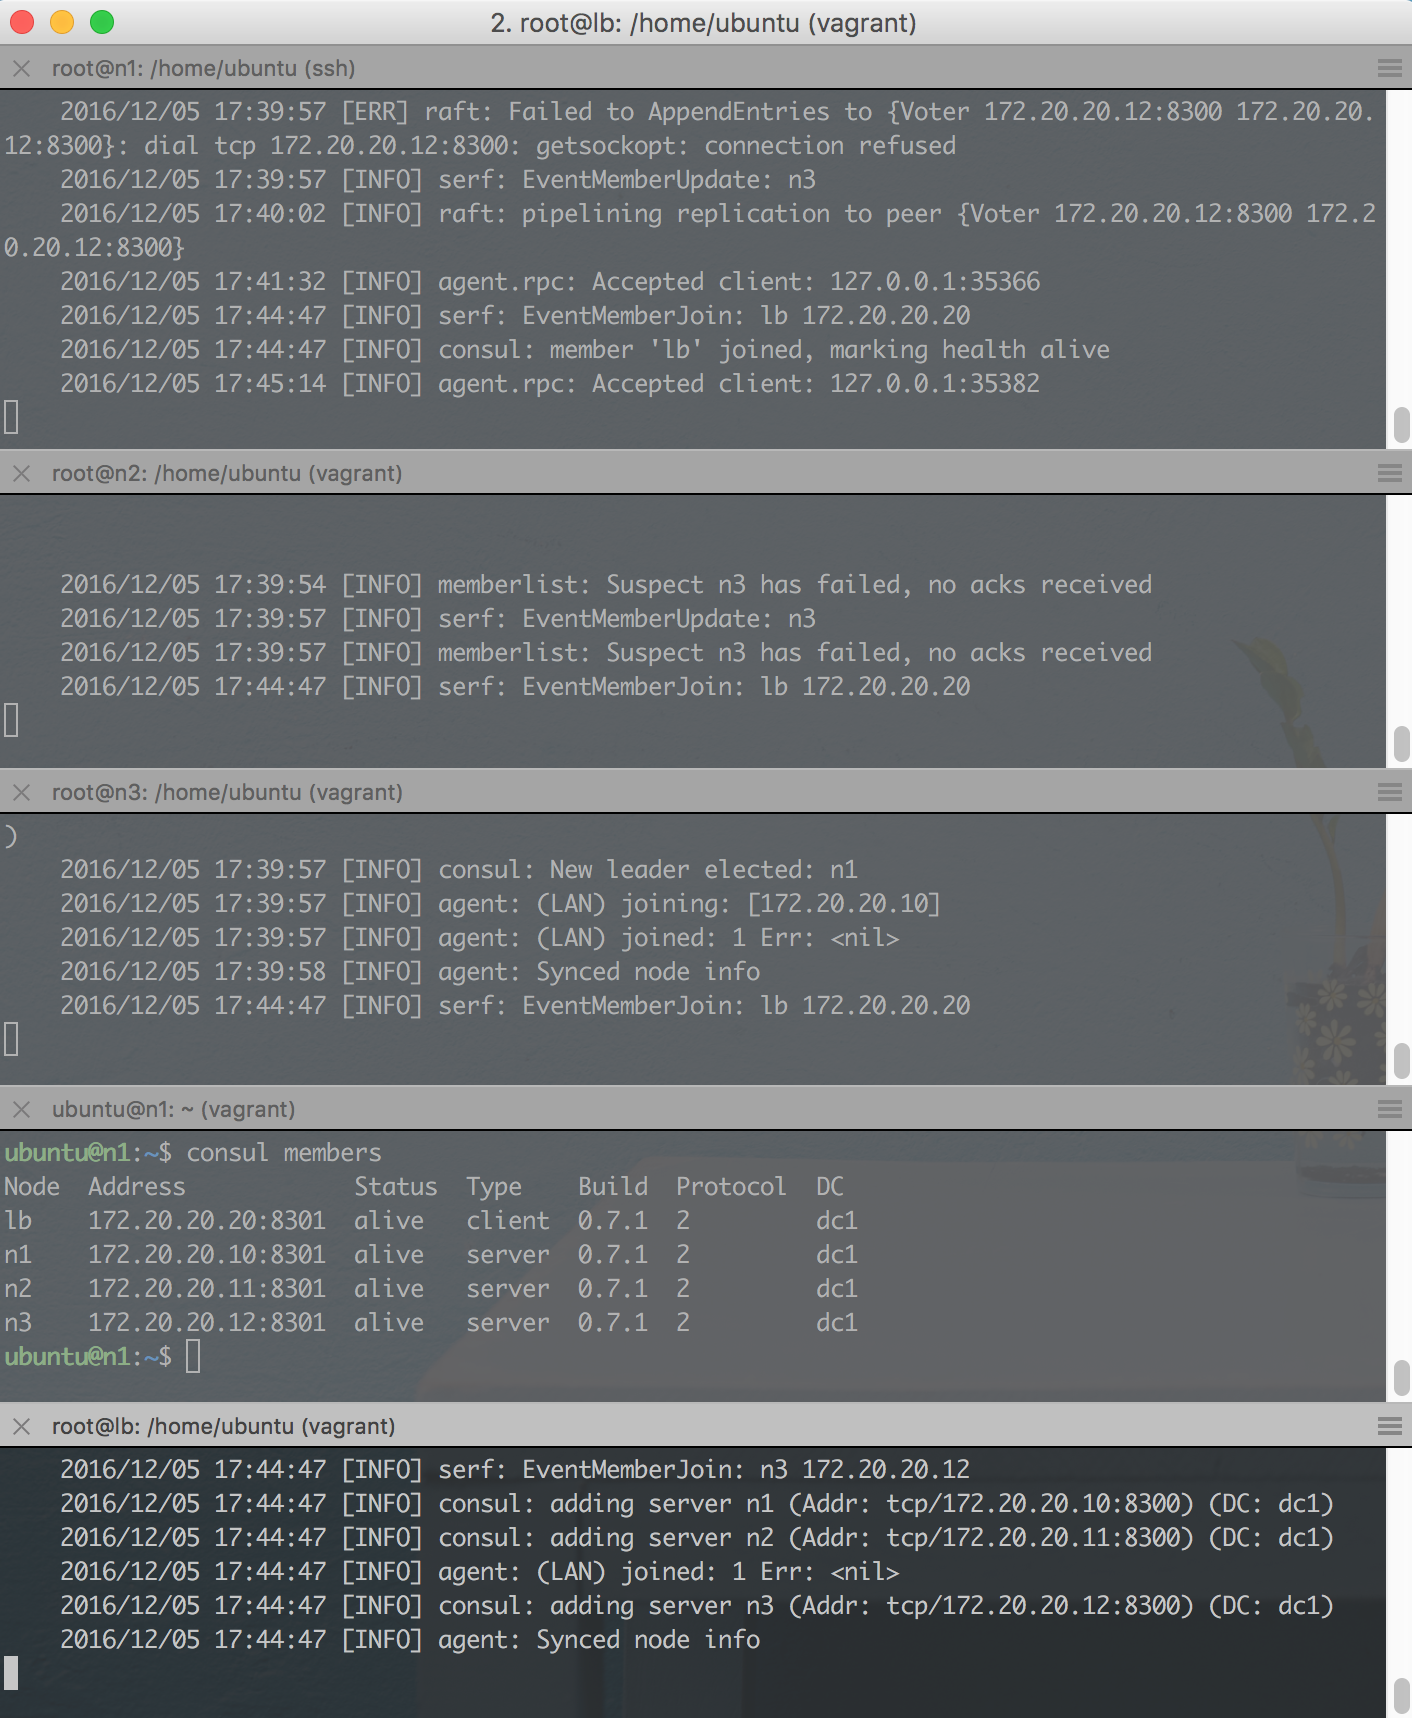 2. root@lb: /home/ubuntu (vagrant)
root@n1: /home/ubuntu (ssh)
2016/12/05 17:39:57 [ERR] raft: Failed to AppendEntries to {Voter 172.20.20.12:8300 172.20.20.
12:8300}: dial tcp 172.20.20.12:8300: getsockopt: connection refused
2016/12/05 17:39:57 [INFO] serf: EventMemberUpdate: n3
2016/12/05 17:40:02 [INFO] raft: pipelining replication to peer {Voter 172.20.20.12:8300 172.2
0.20.12:8300}
2016/12/05 17:41:32 [INFO] agent.rpc: Accepted client: 127.0.0.1:35366
2016/12/05 17:44:47 [INFO] serf: EventMemberJoin: lb 172.20.20.20
2016/12/05 17:44:47 [INFO] consul: member 'lb' joined, marking health alive
2016/12/05 17:45:14 [INFO] agent.rpc: Accepted client: 127.0.0.1:35382
root@n2: /home/ubuntu (vagrant)
2016/12/05 17:39:54 [INFO] memberlist: Suspect n3 has failed, no acks received
2016/12/05 17:39:57 [INFO] serf: EventMemberUpdate: n3
2016/12/05 17:39:57 [INFO] memberlist: Suspect n3 has failed, no acks received
2016/12/05 17:44:47 [INFO] serf: EventMemberJoin: lb 172.20.20.20
root@n3: /home/ubuntu (vagrant)
)
2016/12/05 17:39:57 [INFO] consul: New leader elected: n1
2016/12/05 17:39:57 [INFO] agent: (LAN) joining: [172.20.20.10]
2016/12/05 17:39:57 [INFO] agent: (LAN) joined: 1 Err: <nil>
2016/12/05 17:39:58 [INFO] agent: Synced node info
2016/12/05 17:44:47 [INFO] serf: EventMemberJoin: lb 172.20.20.20
ubuntu@n1: ~ (vagrant)
ubuntu@n1:~$ consul members
Node  Address            Status  Type    Build  Protocol  DC
lb    172.20.20.20:8301  alive   client  0.7.1  2         dc1
n1    172.20.20.10:8301  alive   server  0.7.1  2         dc1
n2    172.20.20.11:8301  alive   server  0.7.1  2         dc1
n3    172.20.20.12:8301  alive   server  0.7.1  2         dc1
ubuntu@n1:~$
root@lb: /home/ubuntu (vagrant)
2016/12/05 17:44:47 [INFO] serf: EventMemberJoin: n3 172.20.20.12
2016/12/05 17:44:47 [INFO] consul: adding server n1 (Addr: tcp/172.20.20.10:8300) (DC: dc1)
2016/12/05 17:44:47 [INFO] consul: adding server n2 (Addr: tcp/172.20.20.11:8300) (DC: dc1)
2016/12/05 17:44:47 [INFO] agent: (LAN) joined: 1 Err: <nil>
2016/12/05 17:44:47 [INFO] consul: adding server n3 (Addr: tcp/172.20.20.12:8300) (DC: dc1)
2016/12/05 17:44:47 [INFO] agent: Synced node info